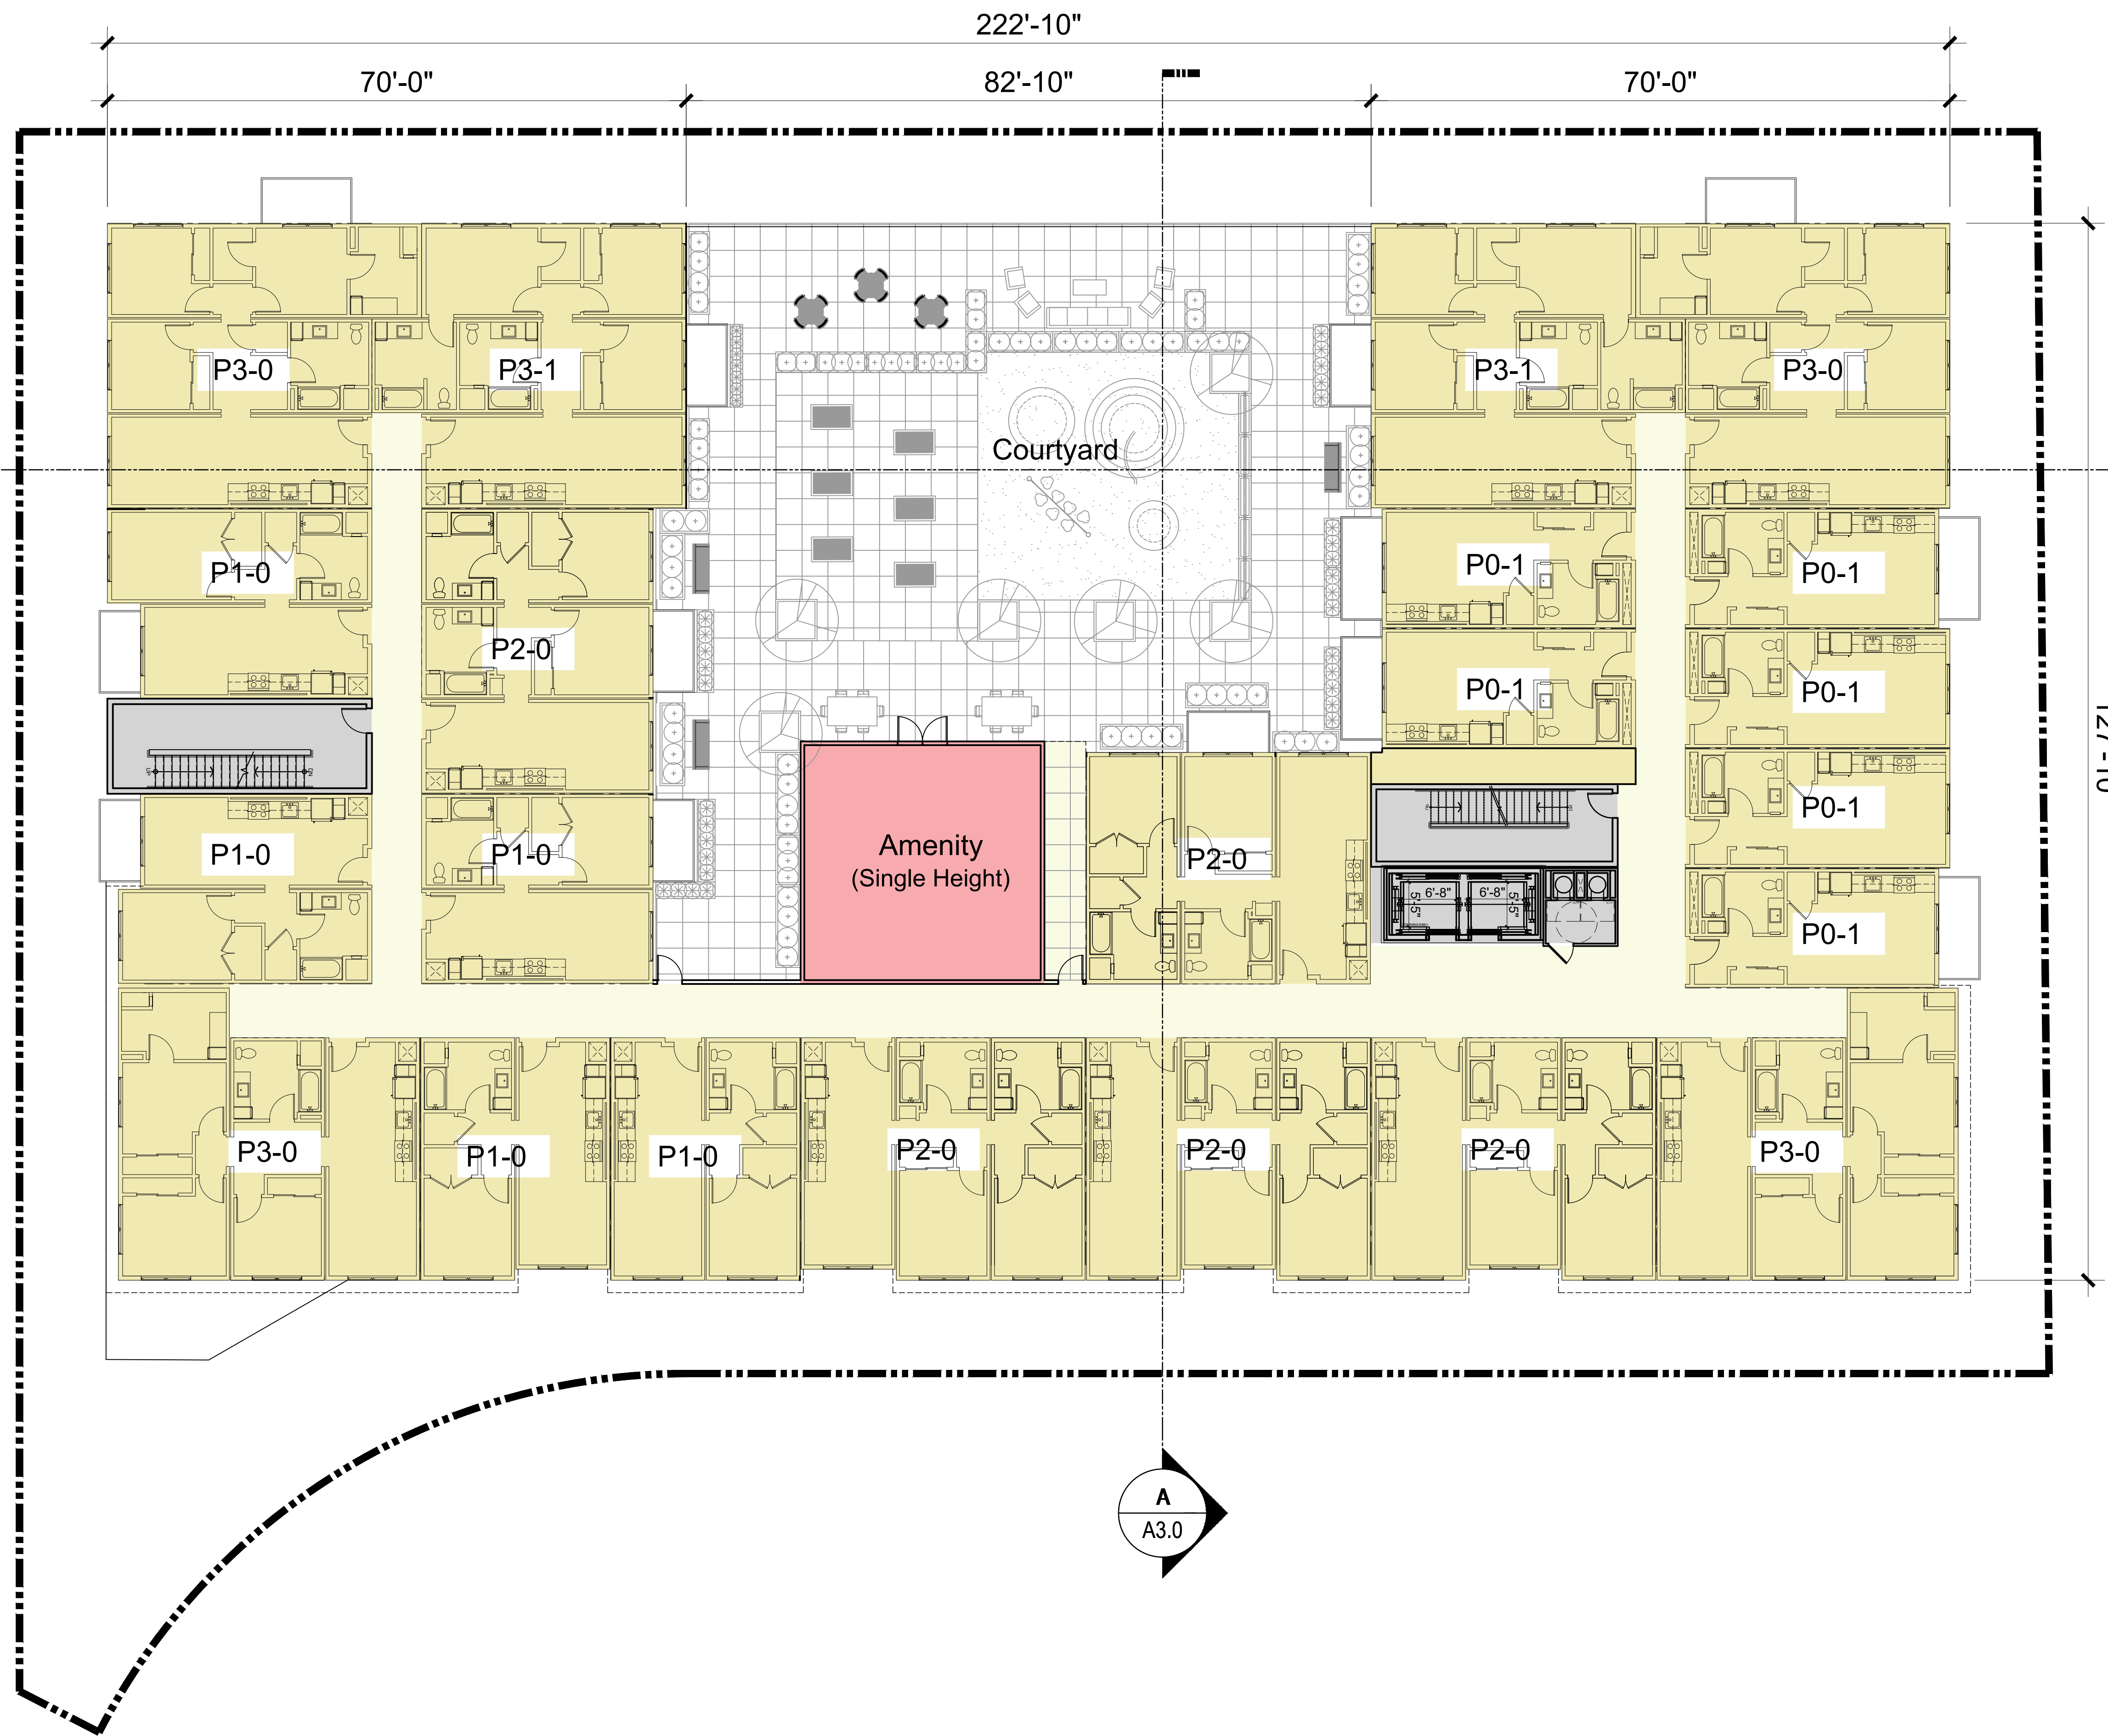 222'-10"
70'-0"
82'-10"
70'-0"
P3-0
P3-1
P3-1
P3-0
Courtyard
P1-0
P0-1
P0-1
P2-0
P0-1
P0-1
P1-0
P1-0
Amenity
(Single Height)
P2-0
P0-1
6'-8"
6'-8"
5'-5"
5'-5"
P0-1
UP
DN
P3-0
P1-0
P1-0
P2-0
P2-0
P2-0
P3-0
A
A3.0